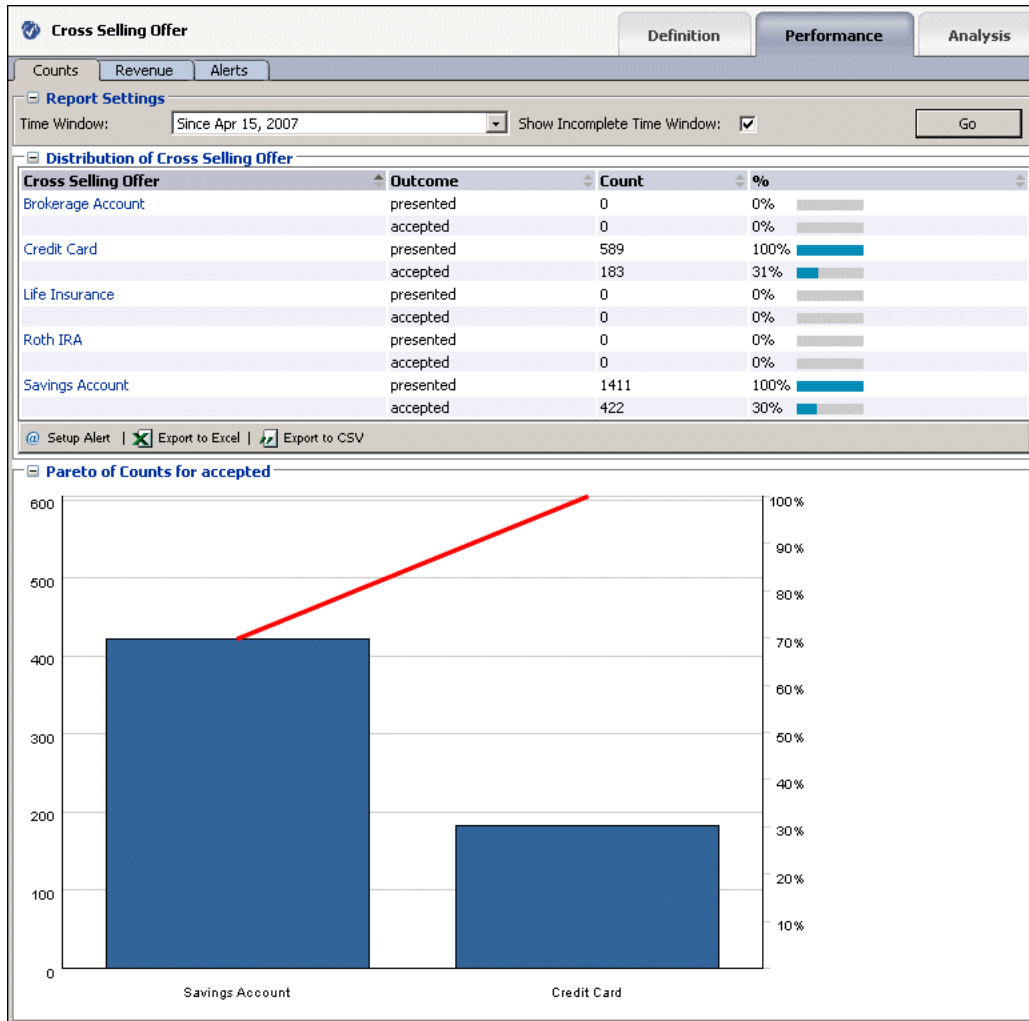 Cross Selling Offer
Definition Performance Analysis
Counts Revenue Alerts
Report Settings
Time Window: Since Apr 15, 2007 Show Incomplete Time Window: Go
Distribution of Cross Selling Offer
Cross Selling Offer Outcome Count %
Brokerage Account presented 0 0%
accepted 0 0%
Credit Card presented 589 100%
accepted 183 31%
Life Insurance presented 0 0%
accepted 0 0%
Roth IRA presented 0 0%
accepted 0 0%
Savings Account presented 1411 100%
accepted 422 30%
@ Setup Alert | Export to Excel | Export to CSV
Pareto of Counts for accepted
600 100%
90%
500
80%
400 70%
60%
300 50%
40%
200
30%
20%
100
10%
0
Savings Account Credit Card